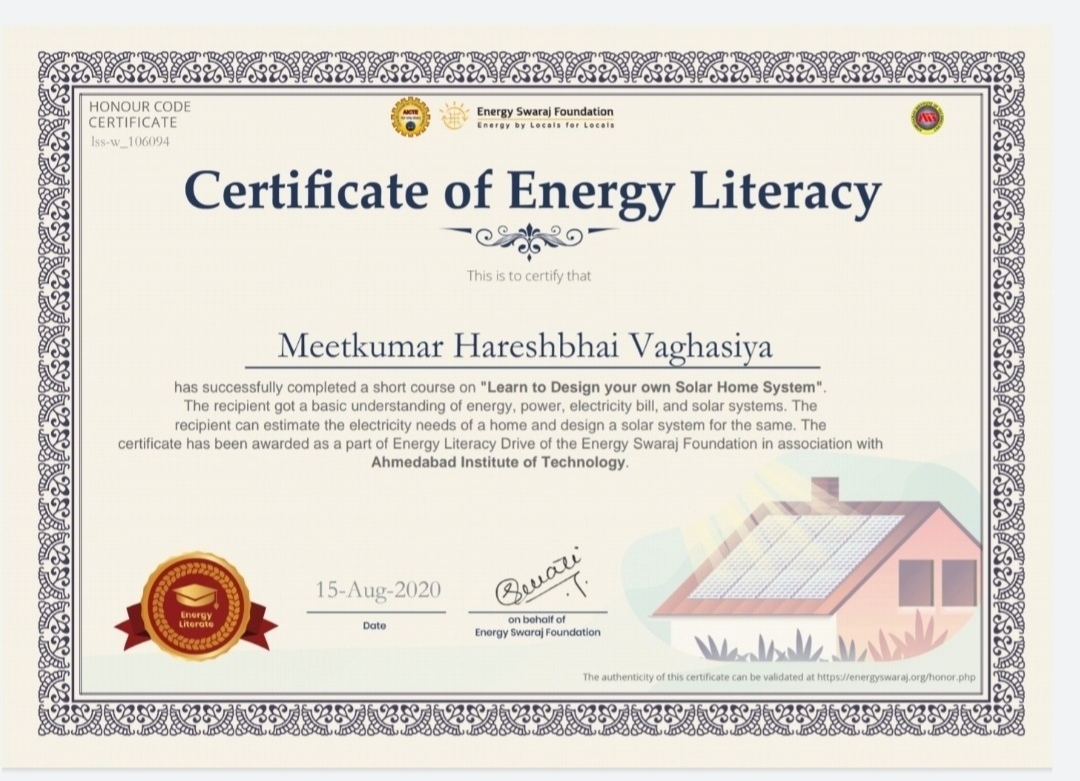 HONOUR CODE
CERTIFICATE
lss-w_106094
AICTE
Energy Swaraj Foundation
Energy by Locals for Locals
Certificate of Energy Literacy
This is to certify that
Meetkumar Hareshbhai Vaghasiya
has successfully completed a short course on "Learn to Design your own Solar Home System".
The recipient got a basic understanding of energy, power, electricity bill, and solar systems. The
recipient can estimate the electricity needs of a home and design a solar system for the same. The
certificate has been awarded as a part of Energy Literacy Drive of the Energy Swaraj Foundation in association with
Ahmedabad Institute of Technology.
Energy
Literate
15-Aug-2020
Date
on behalf of
Energy Swaraj Foundation
The authenticity of this certificate can be validated at https://energyswaraj.org/honor.php